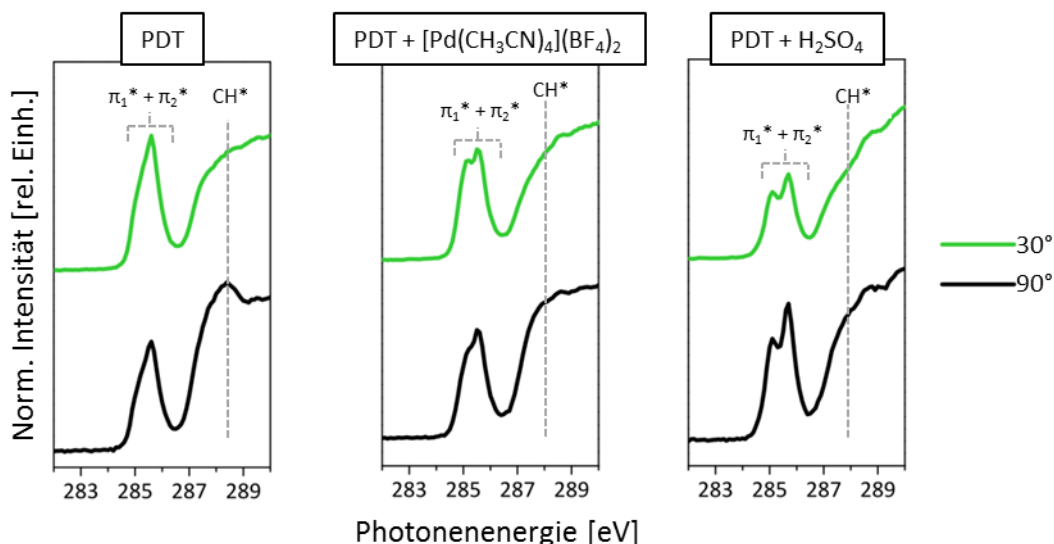 PDT
PDT + [Pd(CH₃CN)₄](BF₄)₂
PDT + H₂SO₄
π₁* + π₂*
CH*
π₁* + π₂*
CH*
π₁* + π₂*
CH*
Norm. Intensität [rel. Einh.]
30°
90°
283 285 287 289
283 285 287 289
283 285 287 289
Photonenenergie [eV]